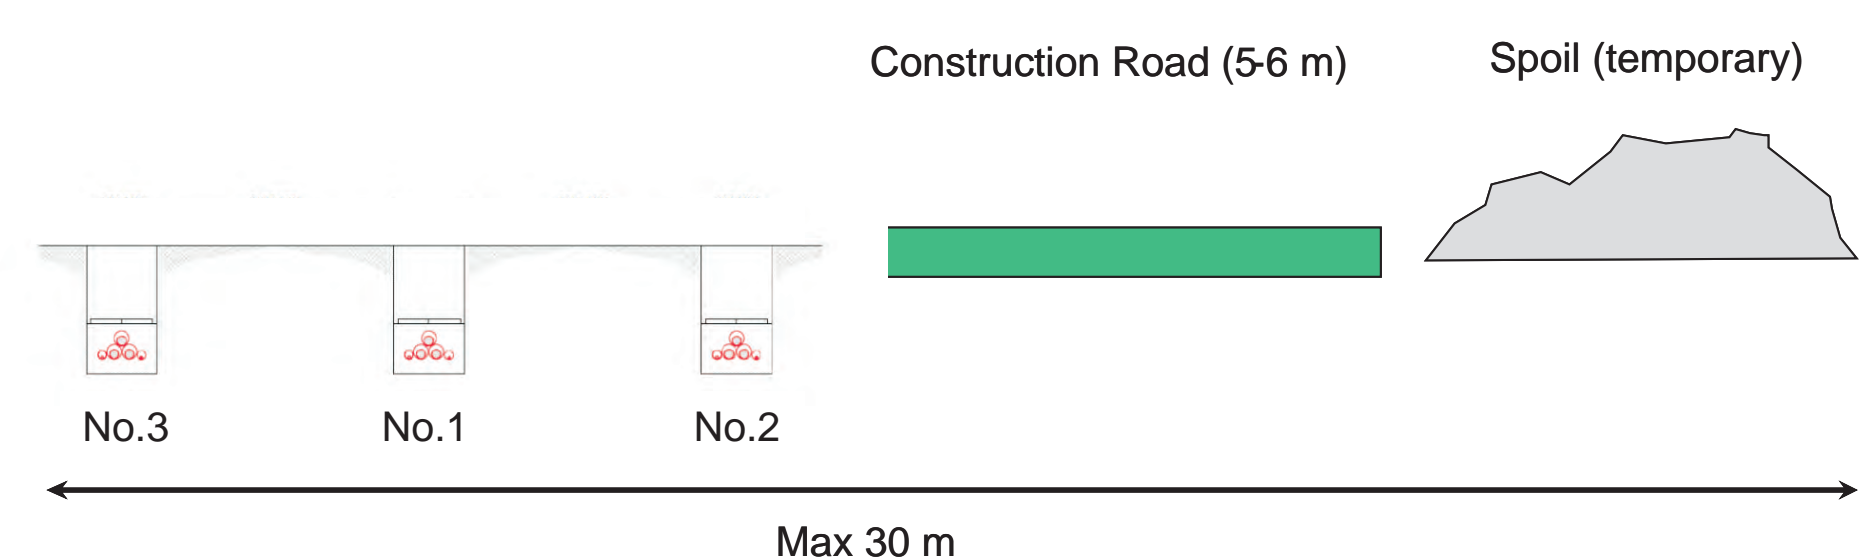 Construction Road (5-6 m)
Spoil (temporary)
No.3
No.1
No.2
Max 30 m